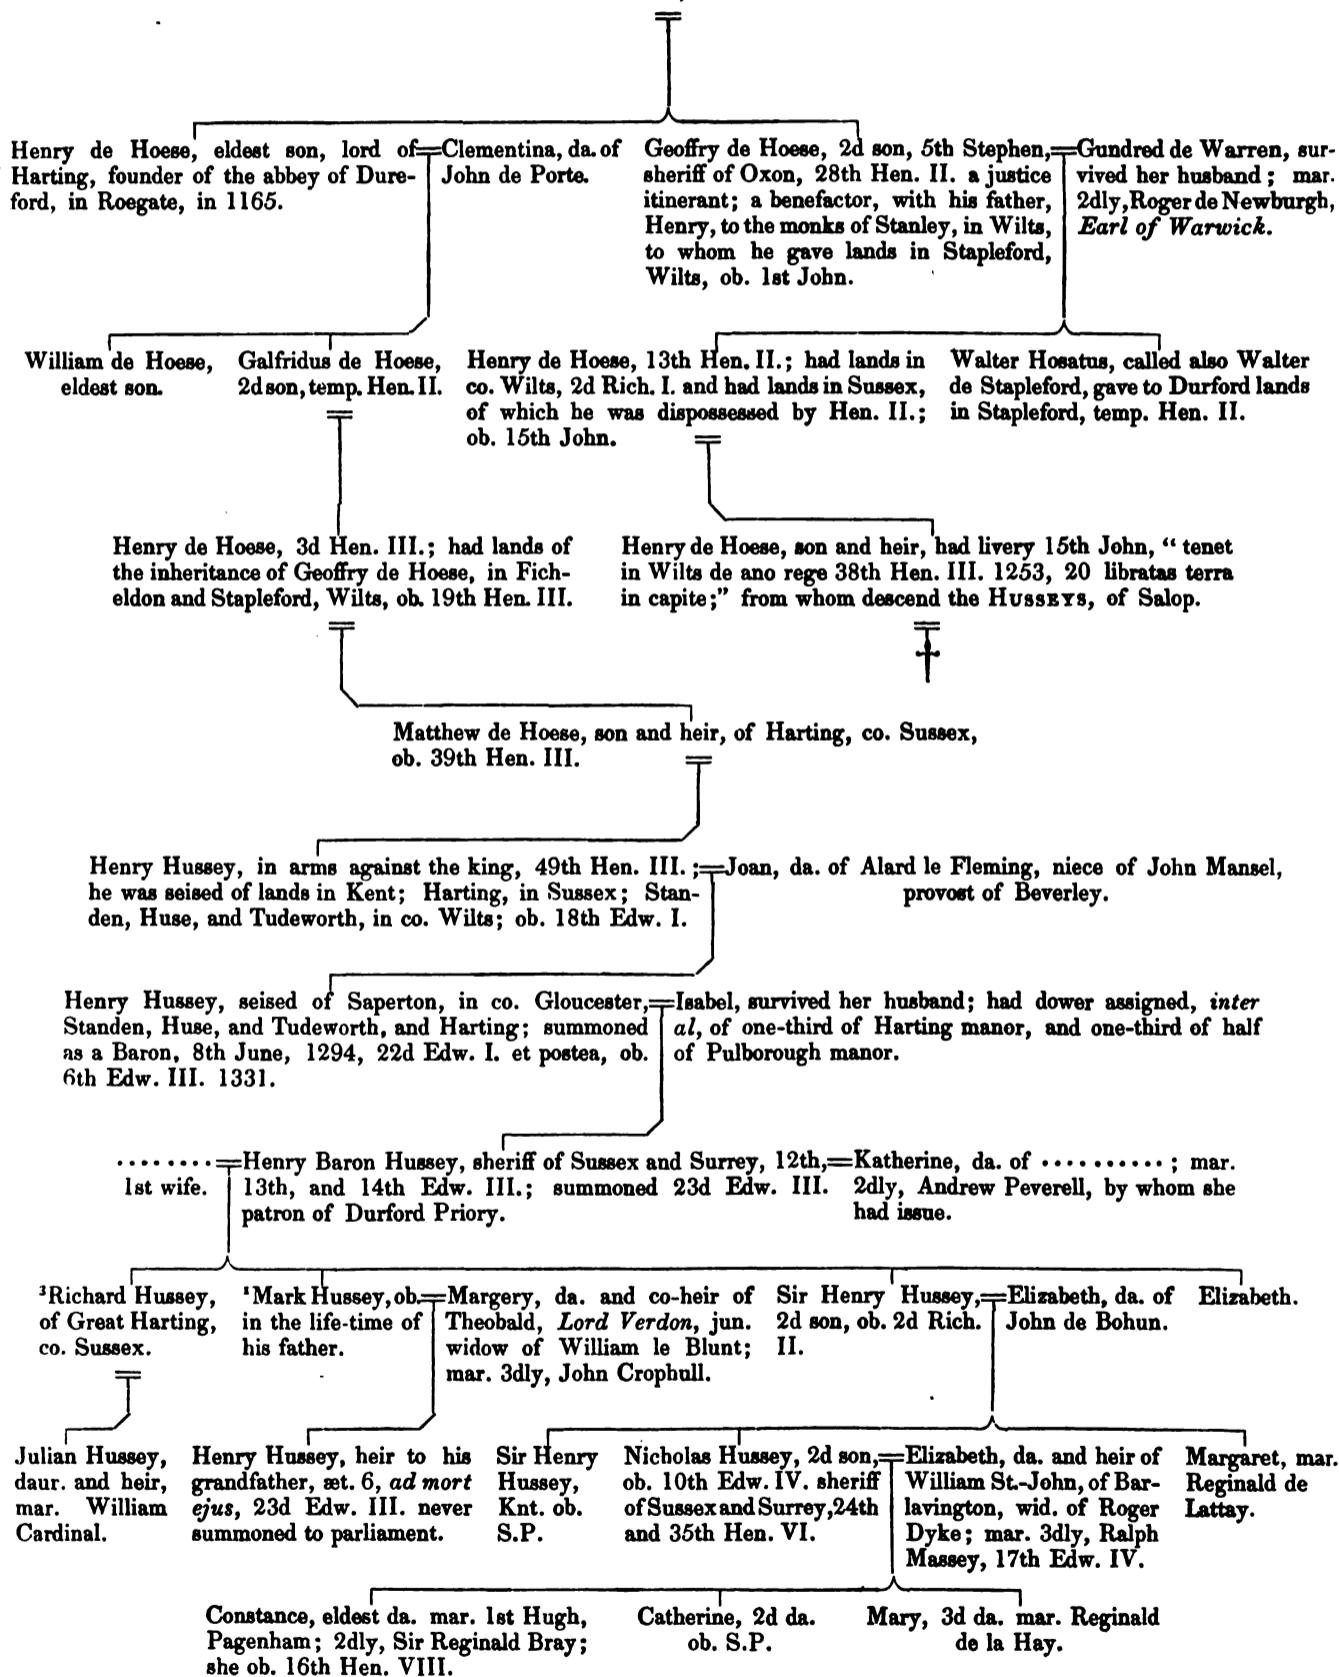 Henry de Hoese, eldest son, lord of
Harting, founder of the abbey of Dure-
ford, in Roegate, in 1165.
Clementina, da. of
John de Porte.
Geoffry de Hoese, 2d son, 5th Stephen,
sheriff of Oxon, 28th Hen. II. a justice
itinerant; a benefactor, with his father,
Henry, to the monks of Stanley, in Wilts,
to whom he gave lands in Stapleford,
Wilts, ob. 1st John.
Gundred de Warren, sur-
vived her husband; mar.
2dly, Roger de Newburgh,
Earl of Warwick.
William de Hoese,
eldest son.
Galfridus de Hoese,
2d son, temp. Hen. II.
Henry de Hoese, 13th Hen. II.; had lands in
co. Wilts, 2d Rich. I. and had lands in Sussex,
of which he was dispossessed by Hen. II.;
ob. 15th John.
Walter Hosatus, called also Walter
de Stapleford, gave to Durford lands
in Stapleford, temp. Hen. II.
Henry de Hoese, 3d Hen. III.; had lands of
the inheritance of Geoffry de Hoese, in Fich-
eldon and Stapleford, Wilts, ob. 19th Hen. III.
Henry de Hoese, son and heir, had livery 15th John, “ tenet
in Wilts de ano rege 38th Hen. III. 1253, 20 libratas terra
in capite;” from whom descend the HUSSEYS, of Salop.
Matthew de Hoese, son and heir, of Harting, co. Sussex,
ob. 39th Hen. III.
Henry Hussey, in arms against the king, 49th Hen. III. ;
he was seised of lands in Kent; Harting, in Sussex; Stan-
den, Huse, and Tudeworth, in co. Wilts; ob. 18th Edw. I.
Joan, da. of Alard le Fleming, niece of John Mansel,
provost of Beverley.
Henry Hussey, seised of Saperton, in co. Gloucester,
Standen, Huse, and Tudeworth, and Harting; summoned
as a Baron, 8th June, 1294, 22d Edw. I. et postea, ob.
6th Edw. III. 1331.
Isabel, survived her husband; had dower assigned, inter
al, of one-third of Harting manor, and one-third of half
of Pulborough manor.
........
1st wife.
Henry Baron Hussey, sheriff of Sussex and Surrey, 12th,
13th, and 14th Edw. III.; summoned 23d Edw. III.
patron of Durford Priory.
Katherine, da. of .......... ; mar.
2dly, Andrew Peverell, by whom she
had issue.
³Richard Hussey,
of Great Harting,
co. Sussex.
¹Mark Hussey, ob.
in the life-time of
his father.
Margery, da. and co-heir of
Theobald, Lord Verdon, jun.
widow of William le Blunt;
mar. 3dly, John Crophull.
Sir Henry Hussey,
2d son, ob. 2d Rich.
II.
Elizabeth, da. of
John de Bohun.
Elizabeth.
Julian Hussey,
daur. and heir,
mar. William
Cardinal.
Henry Hussey, heir to his
grandfather, æt. 6, ad mort
ejus, 23d Edw. III. never
summoned to parliament.
Sir Henry
Hussey,
Knt. ob.
S.P.
Nicholas Hussey, 2d son,
ob. 10th Edw. IV. sheriff
of Sussex and Surrey, 24th
and 35th Hen. VI.
Elizabeth, da. and heir of
William St.-John, of Bar-
lavington, wid. of Roger
Dyke; mar. 3dly, Ralph
Massey, 17th Edw. IV.
Margaret, mar.
Reginald de
Lattay.
Constance, eldest da. mar. 1st Hugh,
Pagenham; 2dly, Sir Reginald Bray;
she ob. 16th Hen. VIII.
Catherine, 2d da.
ob. S.P.
Mary, 3d da. mar. Reginald
de la Hay.